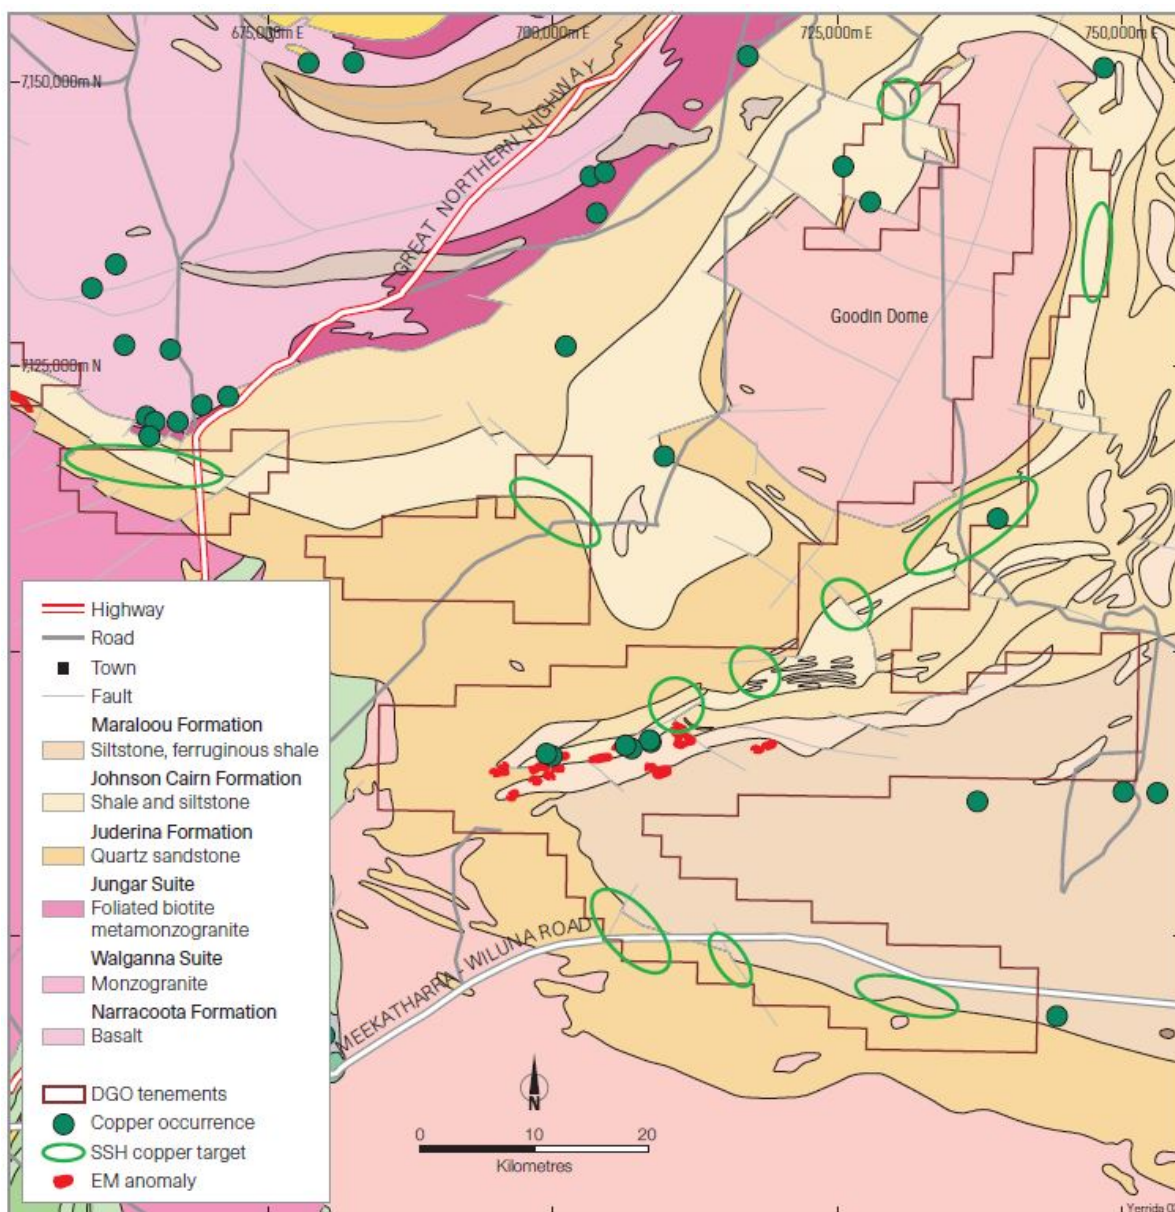 675,000m E
700,000m E
725,000m E
750,000m E
7,150,000m N
GREAT NORTHERN HIGHWAY
Goodin Dome
7,125,000m N
Highway
Road
Town
Fault
Maraloou Formation
Siltstone, ferruginous shale
Johnson Cairn Formation
Shale and siltstone
Juderina Formation
Quartz sandstone
Jungar Suite
Foliated biotite
metamonzogranite
Walganna Suite
Monzogranite
Narracoota Formation
Basalt
DGO tenements
Copper occurrence
SSH copper target
EM anomaly
MEEKATHARRA - WILUNA ROAD
N
0 10 20
Kilometres